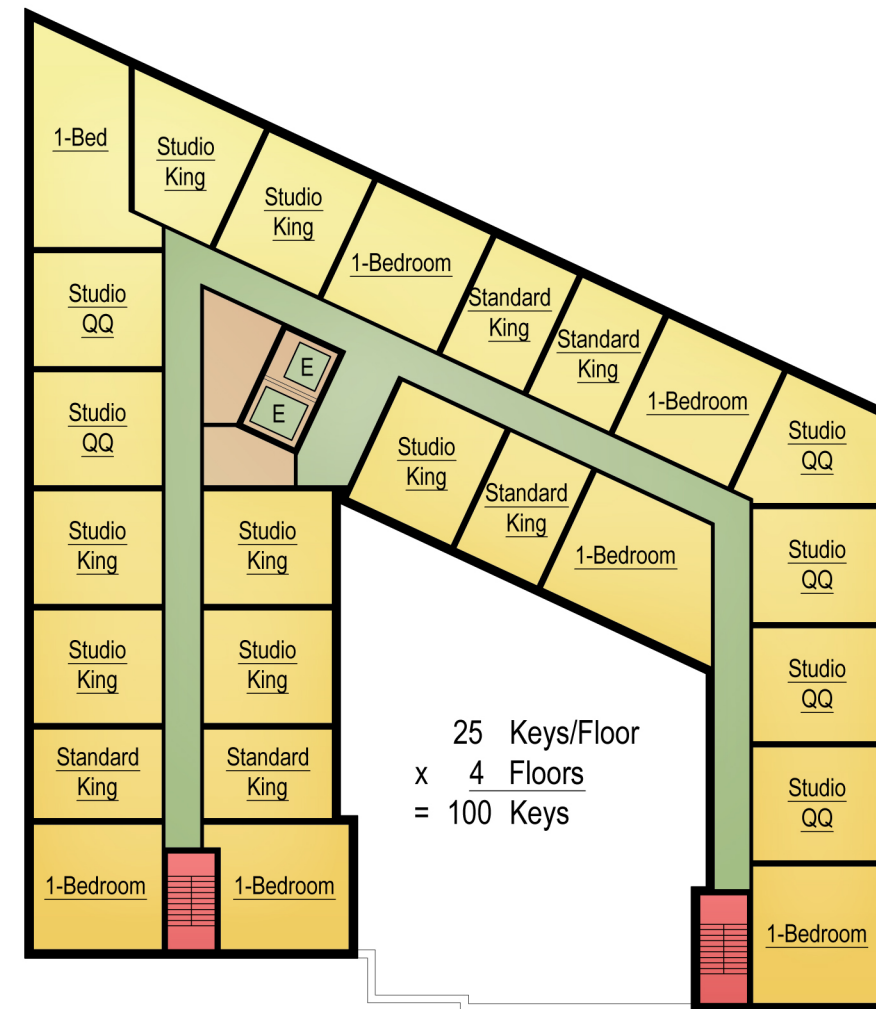 1-Bed
Studio
King
Studio
King
1-Bedroom
Standard
King
Standard
King
1-Bedroom
Studio
QQ
Studio
QQ
E
E
Studio
QQ
Studio
King
Standard
King
1-Bedroom
Studio
King
Studio
King
Studio
QQ
Studio
King
Studio
King
Studio
QQ
Standard
King
Standard
King
25 Keys/Floor
x 4 Floors
= 100 Keys
Studio
QQ
1-Bedroom
1-Bedroom
1-Bedroom